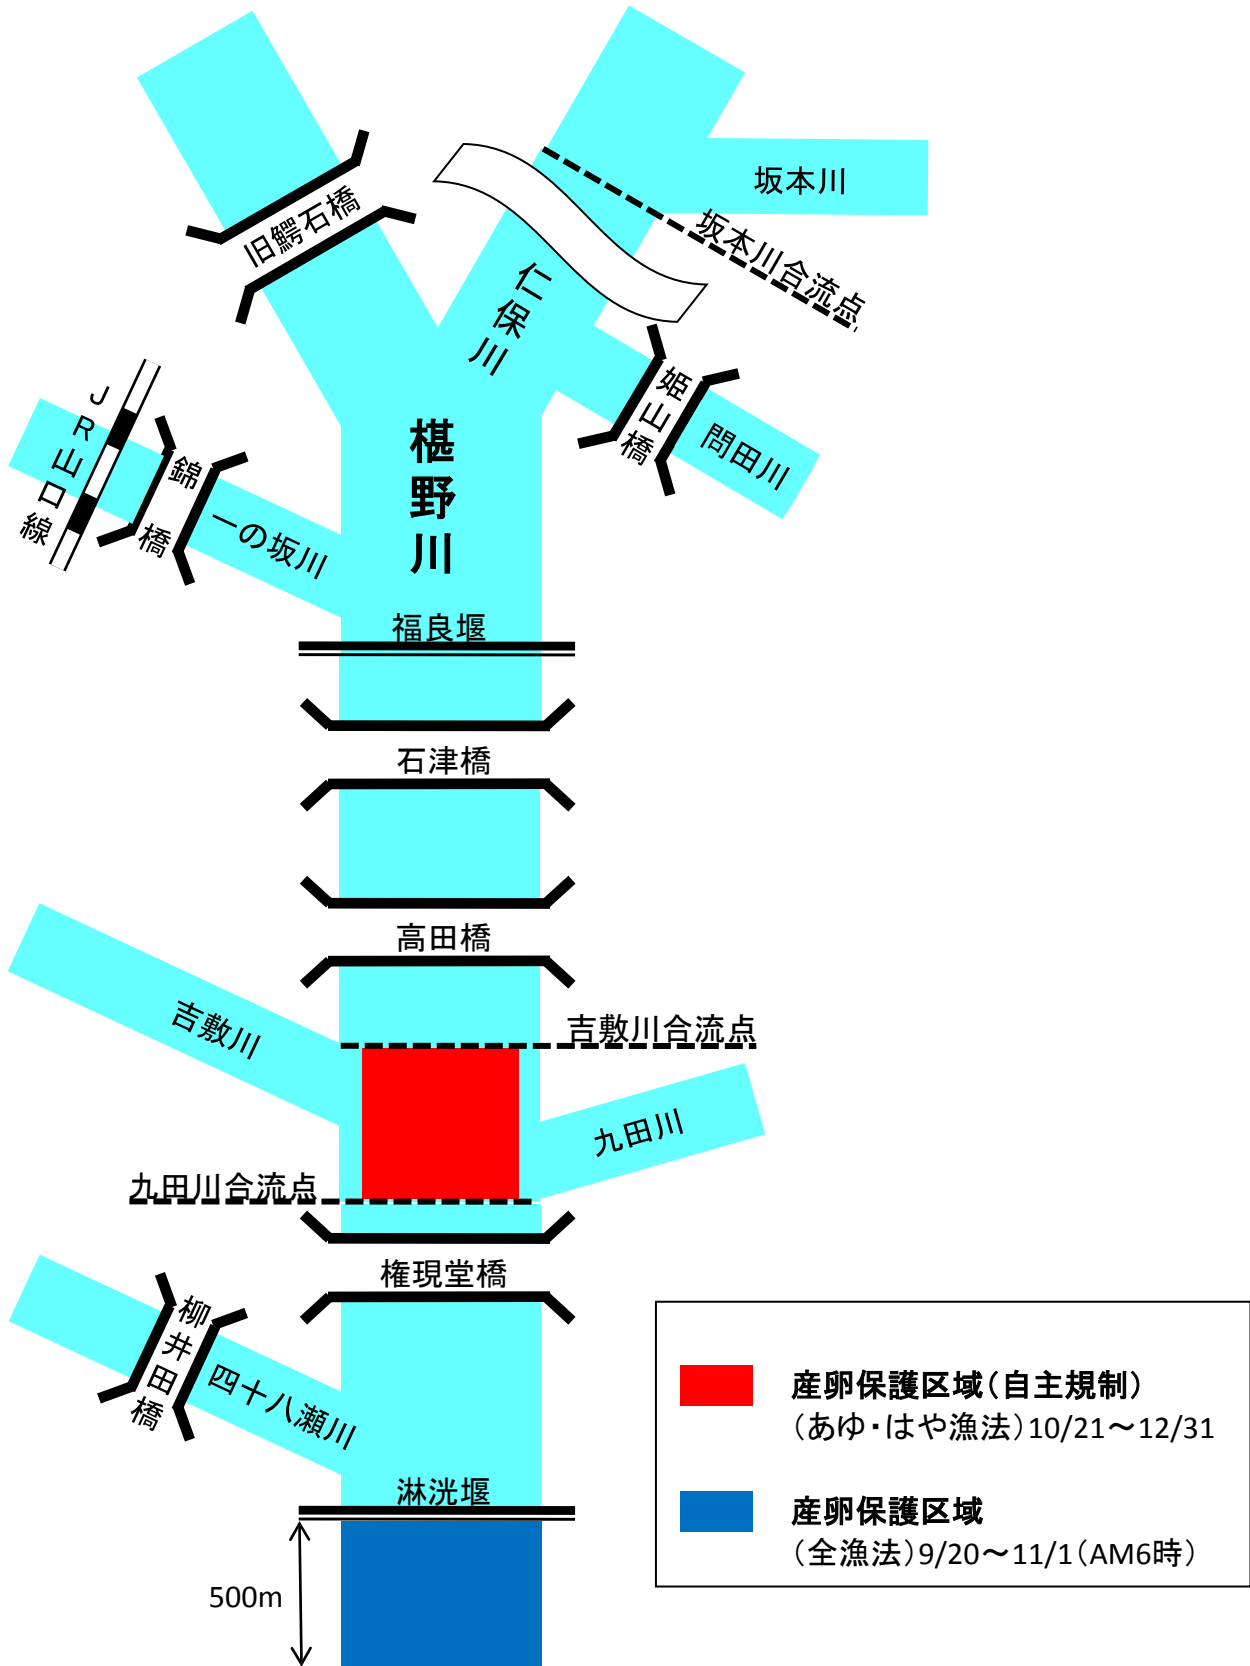 坂本川
坂本川合流点
旧鰐石橋
仁保川
姫山橋
問田川
JR山口線
錦橋
一の坂川
椹野川
福良堰
石津橋
高田橋
吉敷川
吉敷川合流点
九田川
九田川合流点
権現堂橋
柳井田橋
四十八瀬川
淋洸堰
500m
産卵保護区域(自主規制)
(あゆ・はや漁法)10/21～12/31
産卵保護区域
(全漁法)9/20～11/1(AM6時)